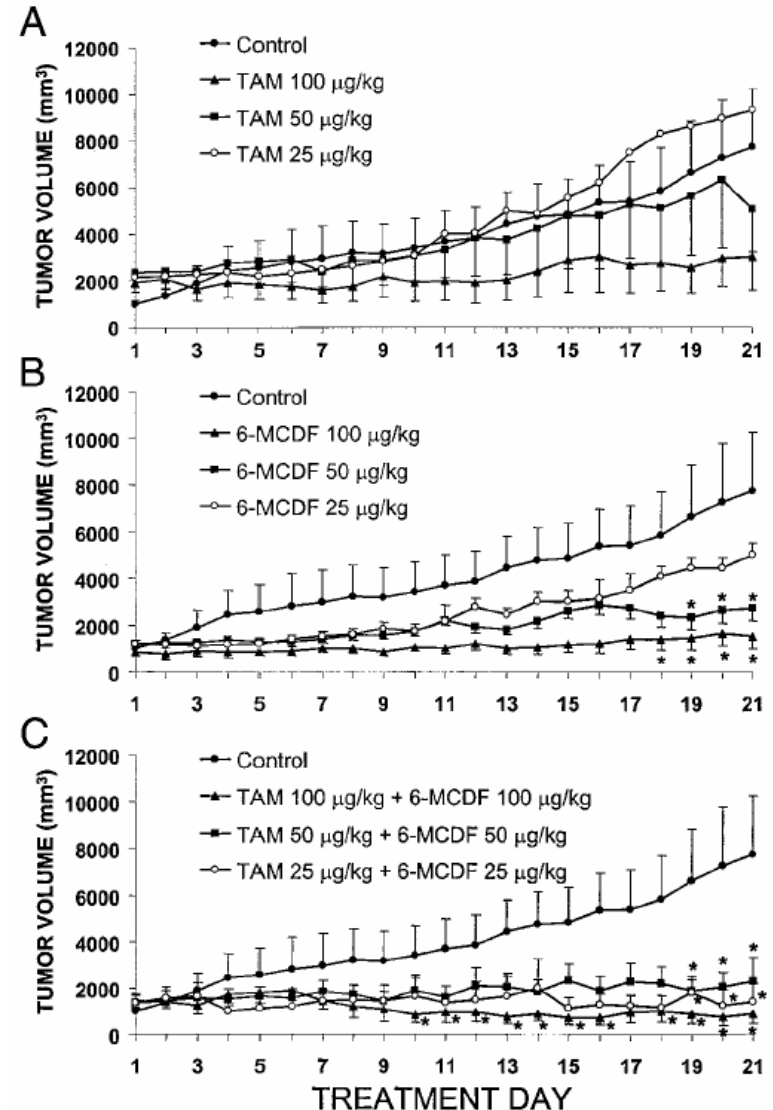 A
12000
10000
8000
6000
4000
2000
0
TUMOR VOLUME (mm³)
Control
TAM 100 µg/kg
TAM 50 µg/kg
TAM 25 µg/kg
1 3 5 7 9 11 13 15 17 19 21
B
12000
10000
8000
6000
4000
2000
0
TUMOR VOLUME (mm³)
Control
6-MCDF 100 µg/kg
6-MCDF 50 µg/kg
6-MCDF 25 µg/kg
* * *
* * * *
1 3 5 7 9 11 13 15 17 19 21
C
12000
10000
8000
6000
4000
2000
0
TUMOR VOLUME (mm³)
Control
TAM 100 µg/kg + 6-MCDF 100 µg/kg
TAM 50 µg/kg + 6-MCDF 50 µg/kg
TAM 25 µg/kg + 6-MCDF 25 µg/kg
* * *
* * *
* * * * * * * * * *
1 3 5 7 9 11 13 15 17 19 21
TREATMENT DAY